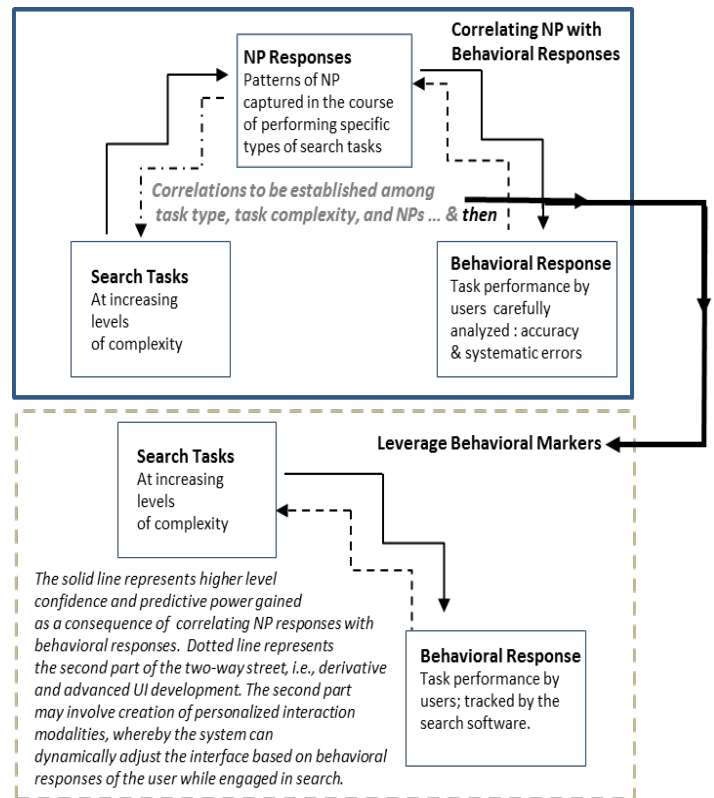 Correlating NP with
Behavioral Responses
NP Responses
Patterns of NP
captured in the course
of performing specific
types of search tasks
Correlations to be established among
task type, task complexity, and NPs ... & then
Search Tasks
At increasing
levels
of complexity
Behavioral Response
Task performance by
users carefully
analyzed : accuracy
& systematic errors
Leverage Behavioral Markers
Search Tasks
At increasing
levels
of complexity
The solid line represents higher level
confidence and predictive power gained
as a consequence of correlating NP responses with
behavioral responses. Dotted line represents
the second part of the two-way street, i.e., derivative
and advanced UI development. The second part
may involve creation of personalized interaction
modalities, whereby the system can
dynamically adjust the interface based on behavioral
responses of the user while engaged in search.
Behavioral Response
Task performance by
users; tracked by the
search software.